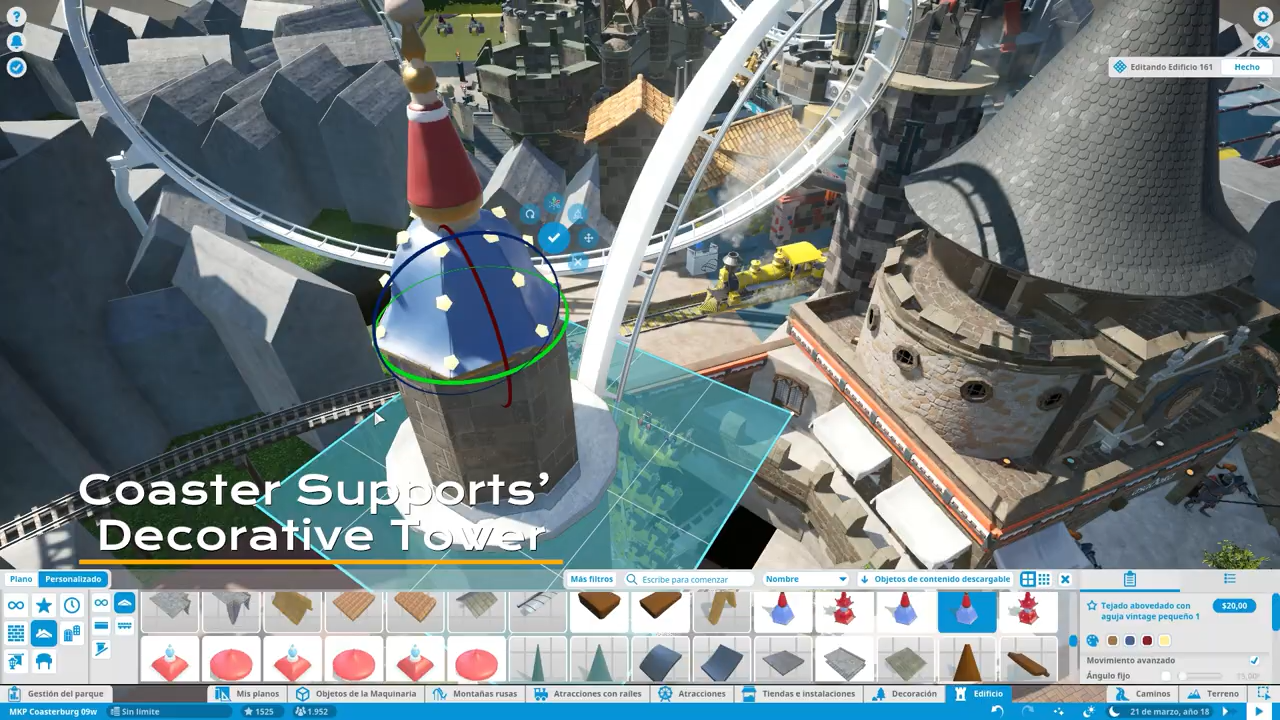 Editando Edificio 161
Hecho
Coaster Supports'
Decorative Tower
Plano
Personalizado
Más filtros
Escribe para comenzar
Nombre
Objetos de contenido descargable
Tejado abovedado con
aguja vintage pequeño 1
$20,00
Movimiento avanzado
Ángulo fijo
15,00°
Gestión del parque
Mis planos
Objetos de la Maquinaria
Montañas rusas
Atracciones con raíles
Atracciones
Tiendas e instalaciones
Decoración
Edificio
Caminos
Terreno
MKP Coasterburg 09w
Sin límite
1525
1.952
21 de marzo, año 18